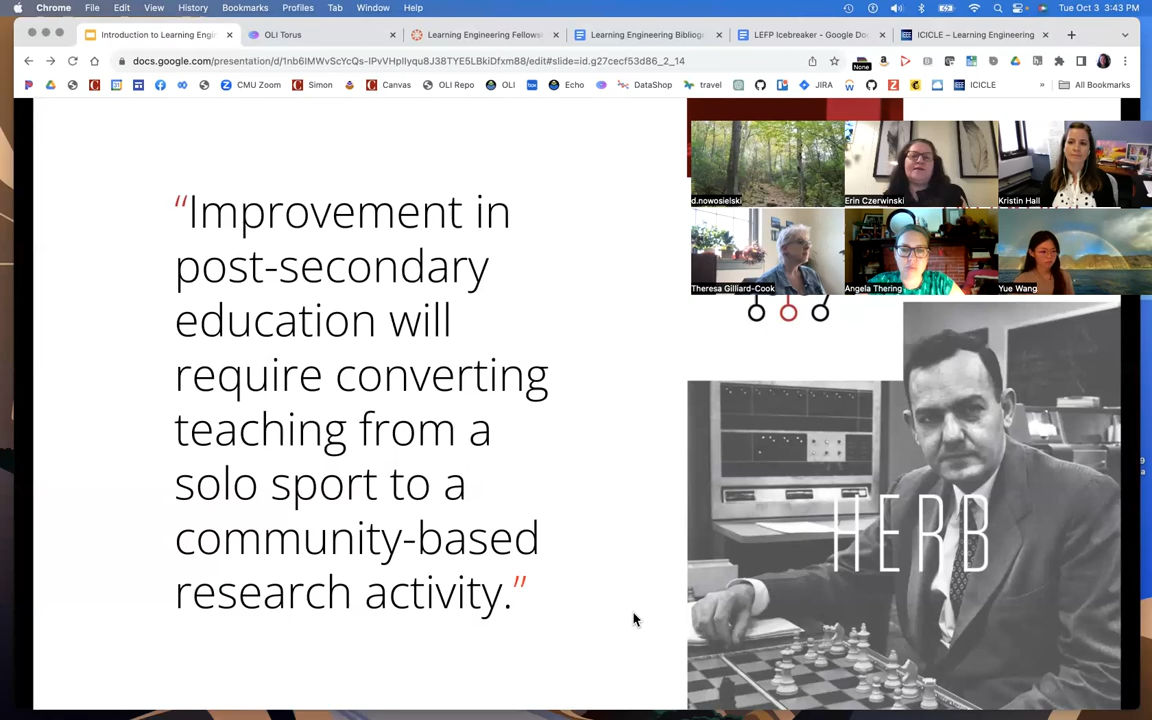 Chrome File Edit View History Bookmarks Profiles Tab Window Help Tue Oct 3 3:43 PM
Introduction to Learning Engi OLI Torus Learning Engineering Fellows Learning Engineering Bibliog LEFP Icebreaker - Google Do ICICLE – Learning Engineering
docs.google.com/presentation/d/1nb6IMWvScYcQs-IPvVHpIlyqu8J38TYE5LBkiDfxm88/edit#slide=id.g27cecf53d86_2_14
None
CMU Zoom Simon Canvas OLI Repo OLI Echo DataShop travel JIRA ICICLE » All Bookmarks
“Improvement in
post-secondary
education will
require converting
teaching from a
solo sport to a
community-based
research activity.”
d.nowosielski Erin Czerwinski Kristin Hall
Theresa Gilliard-Cook Angela Thering Yue Wang
HERB